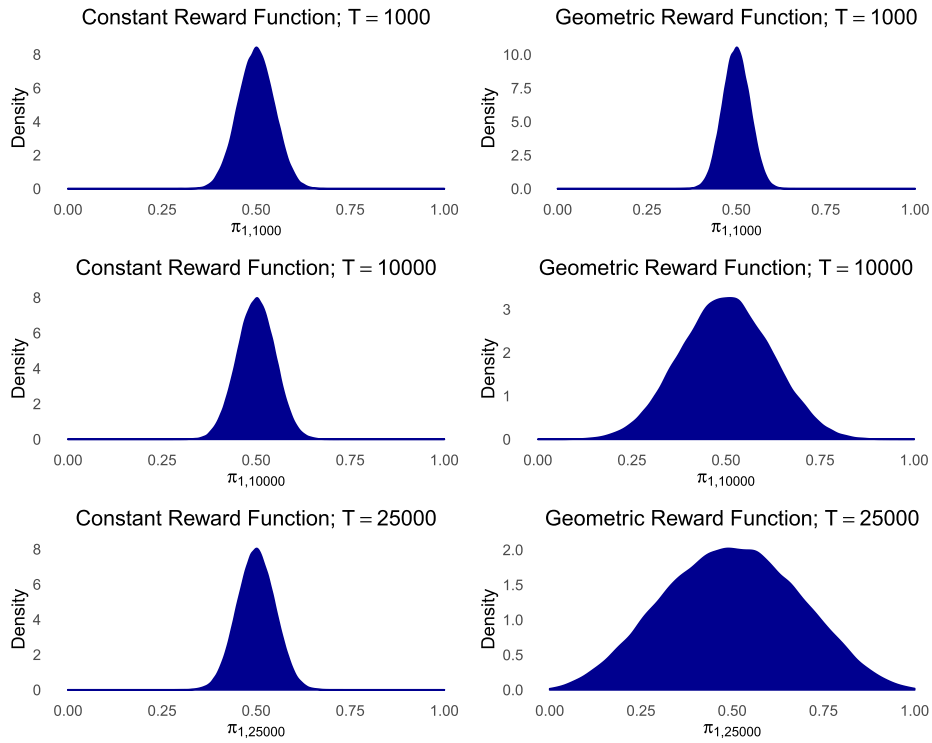 Constant Reward Function; T = 1000
Density
8
6
4
2
0
0.00 0.25 0.50 0.75 1.00
π1,1000
Geometric Reward Function; T = 1000
Density
10.0
7.5
5.0
2.5
0.0
0.00 0.25 0.50 0.75 1.00
π1,1000
Constant Reward Function; T = 10000
Density
8
6
4
2
0
0.00 0.25 0.50 0.75 1.00
π1,10000
Geometric Reward Function; T = 10000
Density
3
2
1
0
0.00 0.25 0.50 0.75 1.00
π1,10000
Constant Reward Function; T = 25000
Density
8
6
4
2
0
0.00 0.25 0.50 0.75 1.00
π1,25000
Geometric Reward Function; T = 25000
Density
2.0
1.5
1.0
0.5
0.0
0.00 0.25 0.50 0.75 1.00
π1,25000